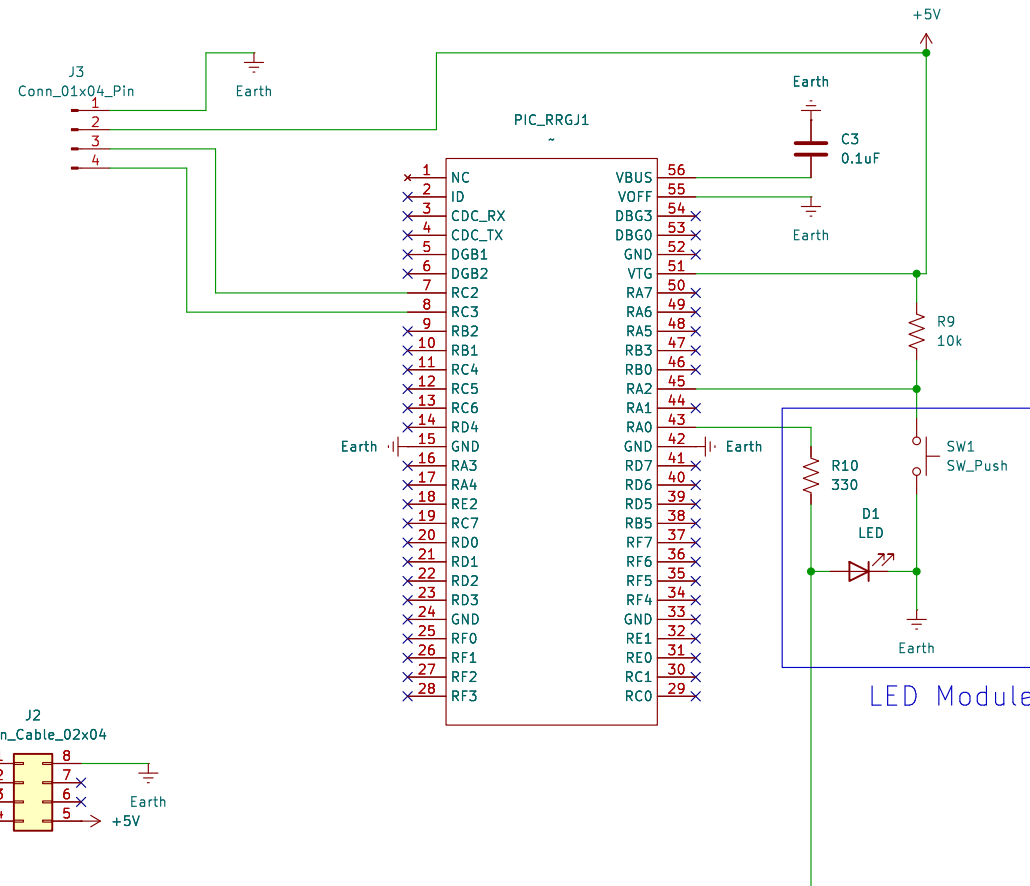 +5V
J3
Conn_01x04_Pin
1
2
3
4
Earth
Earth
C3
0.1uF
Earth
PIC_RRGJ1
~
1 NC VBUS 56
2 ID VOFF 55
3 CDC_RX DBG3 54
4 CDC_TX DBG0 53
5 DGB1 GND 52
6 DGB2 VTG 51
7 RC2 RA7 50
8 RC3 RA6 49
9 RB2 RA5 48
10 RB1 RB3 47
11 RC4 RB0 46
12 RC5 RA2 45
13 RC6 RA1 44
14 RD4 RA0 43
Earth 15 GND GND 42 Earth
16 RA3 RD7 41
17 RA4 RD6 40
18 RE2 RD5 39
19 RC7 RB5 38
20 RD0 RF7 37
21 RD1 RF6 36
22 RD2 RF5 35
23 RD3 RF4 34
24 GND GND 33
25 RF0 RE1 32
26 RF1 RE0 31
27 RF2 RC1 30
28 RF3 RC0 29
R9
10k
SW1
SW_Push
R10
330
D1
LED
Earth
LED Module
J2
n_Cable_02x04
8
7
6
5
Earth
+5V